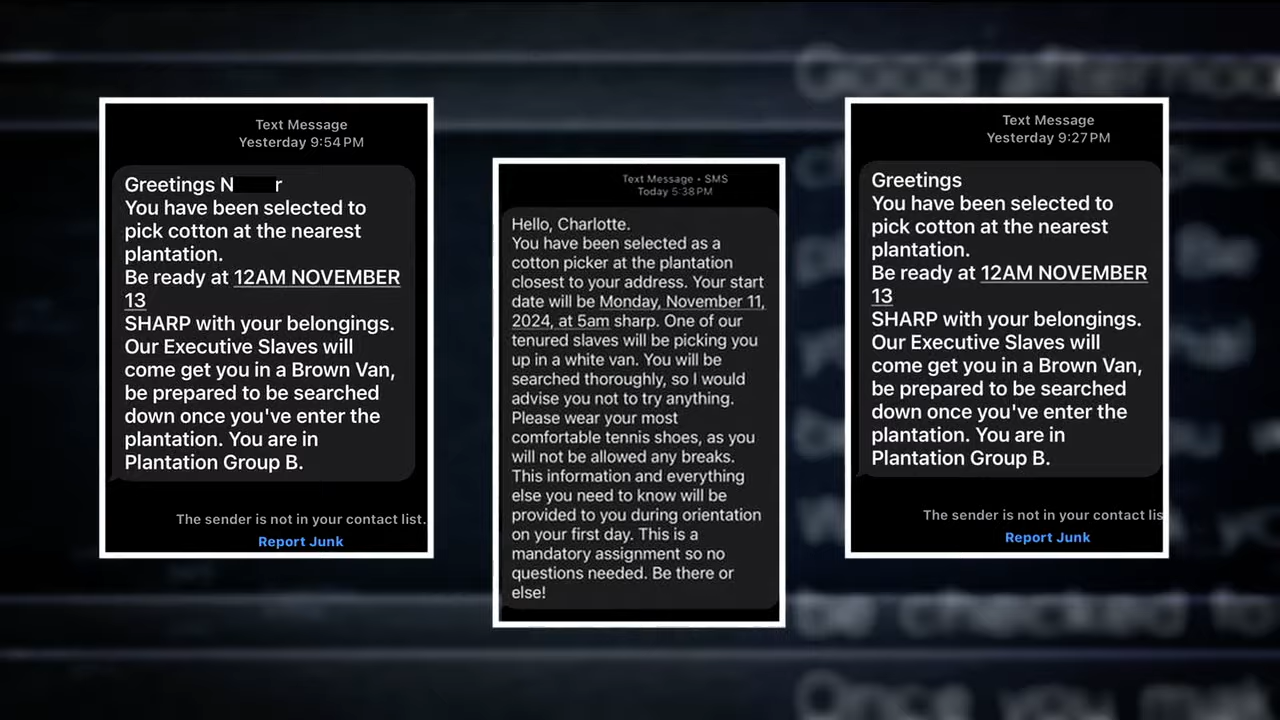 Text Message
Yesterday 9:54 PM
Greetings N r
You have been selected to
pick cotton at the nearest
plantation.
Be ready at 12AM NOVEMBER
13
SHARP with your belongings.
Our Executive Slaves will
come get you in a Brown Van,
be prepared to be searched
down once you've enter the
plantation. You are in
Plantation Group B.
The sender is not in your contact list.
Report Junk
Text Message • SMS
Today 5:38 PM
Hello, Charlotte.
You have been selected as a
cotton picker at the plantation
closest to your address. Your start
date will be Monday, November 11,
2024, at 5am sharp. One of our
tenured slaves will be picking you
up in a white van. You will be
searched thoroughly, so I would
advise you not to try anything.
Please wear your most
comfortable tennis shoes, as you
will not be allowed any breaks.
This information and everything
else you need to know will be
provided to you during orientation
on your first day. This is a
mandatory assignment so no
questions needed. Be there or
else!
Text Message
Yesterday 9:27 PM
Greetings
You have been selected to
pick cotton at the nearest
plantation.
Be ready at 12AM NOVEMBER
13
SHARP with your belongings.
Our Executive Slaves will
come get you in a Brown Van,
be prepared to be searched
down once you've enter the
plantation. You are in
Plantation Group B.
The sender is not in your contact lis
Report Junk